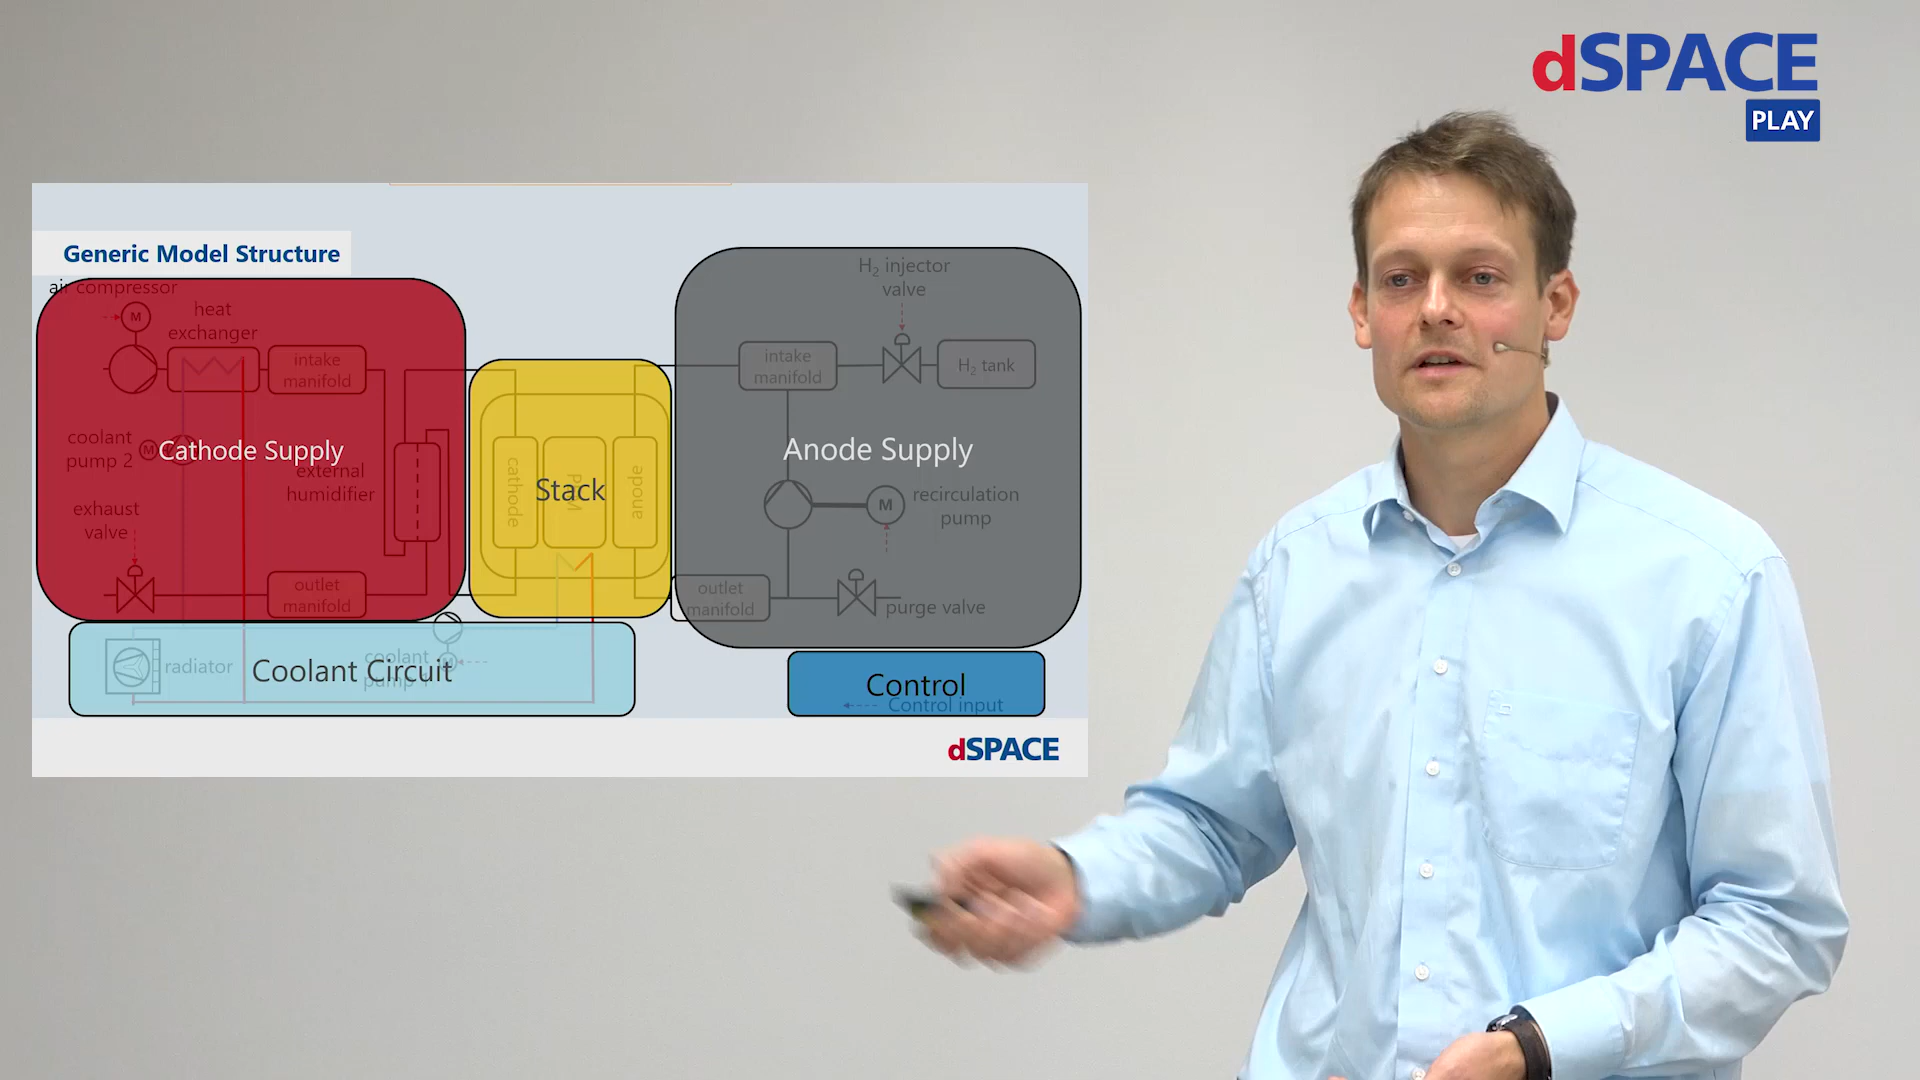 dSPACE
PLAY
Generic Model Structure
air compressor
M
heat
exchanger
intake
manifold
coolant
pump 2
M
Cathode Supply
external
humidifier
exhaust
valve
outlet
manifold
cathode
Stack
anode
H2 injector
valve
intake
manifold
H2 tank
Anode Supply
M
recirculation
pump
outlet
manifold
purge valve
radiator
Coolant Circuit
coolant
pump 1
Control
Control input
dSPACE